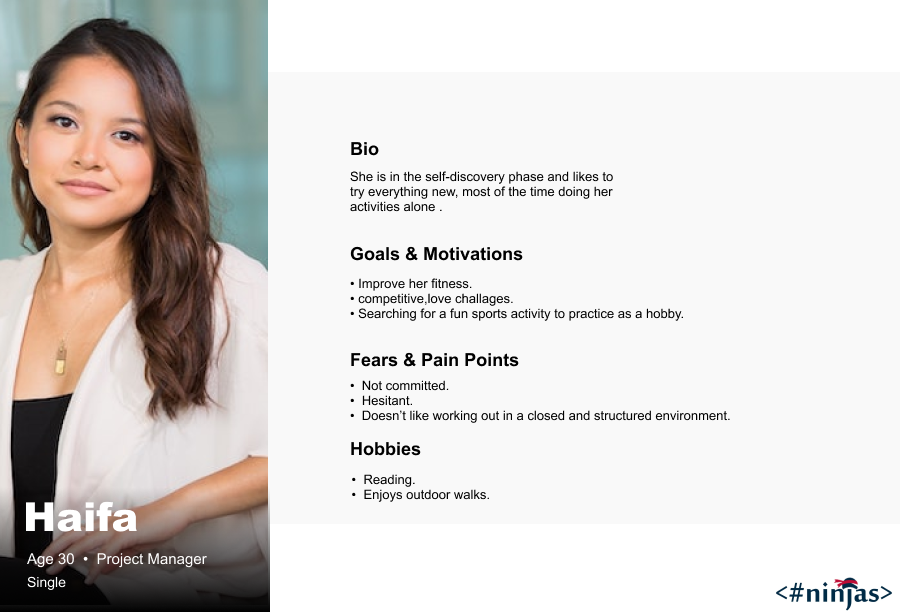 Bio
She is in the self-discovery phase and likes to
try everything new, most of the time doing her
activities alone .
Goals & Motivations
• Improve her fitness.
• competitive,love challages.
• Searching for a fun sports activity to practice as a hobby.
Fears & Pain Points
• Not committed.
• Hesitant.
• Doesn’t like working out in a closed and structured environment.
Hobbies
• Reading.
• Enjoys outdoor walks.
Haifa
Age 30 • Project Manager
Single
<#ninjas>